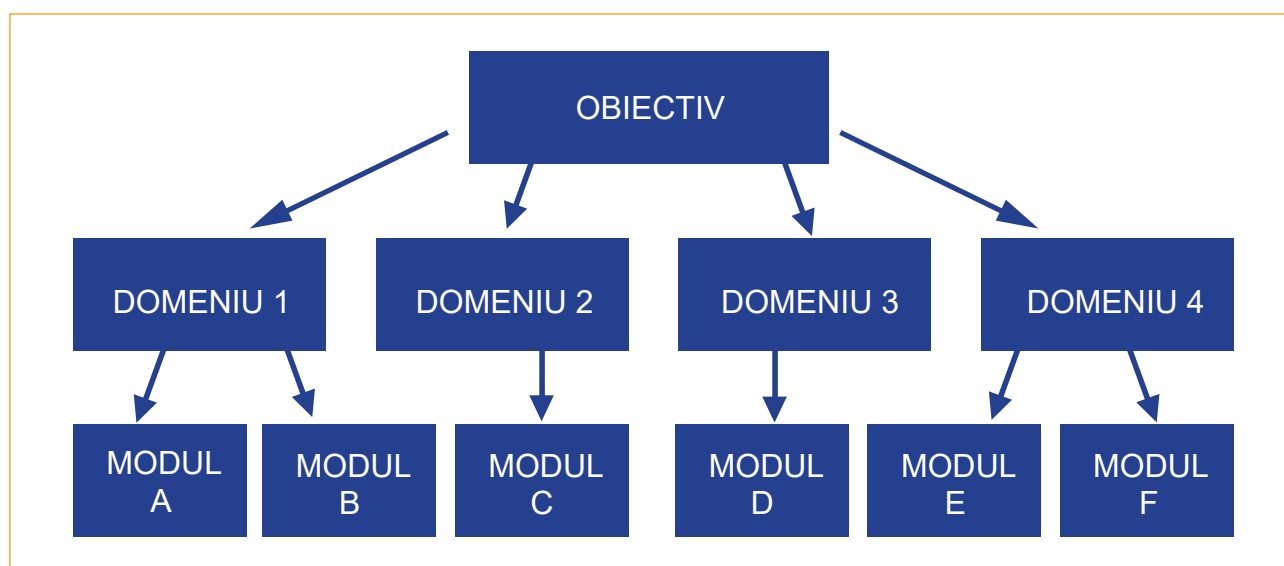 OBIECTIV
DOMENIU 1
DOMENIU 2
DOMENIU 3
DOMENIU 4
MODUL
A
MODUL
B
MODUL
C
MODUL
D
MODUL
E
MODUL
F